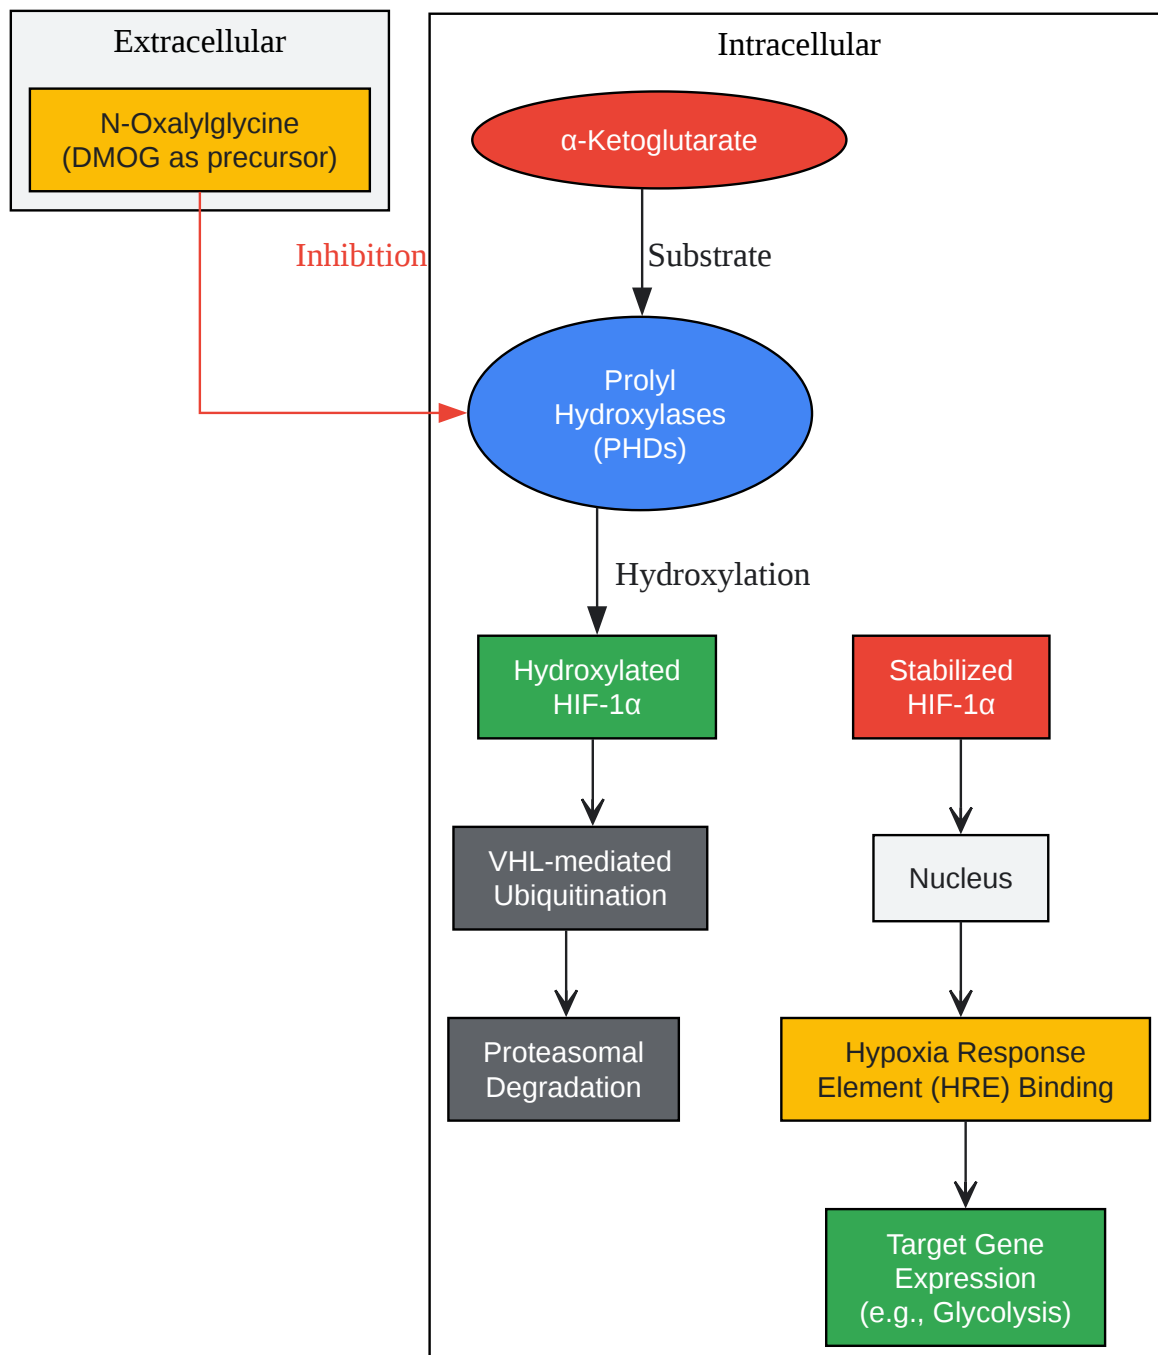 Extracellular
Intracellular
N-Oxalylglycine
(DMOG as precursor)
α-Ketoglutarate
Inhibition
Substrate
Prolyl
Hydroxylases
(PHDs)
Hydroxylation
Hydroxylated
HIF-1α
Stabilized
HIF-1α
VHL-mediated
Ubiquitination
Nucleus
Proteasomal
Degradation
Hypoxia Response
Element (HRE) Binding
Target Gene
Expression
(e.g., Glycolysis)